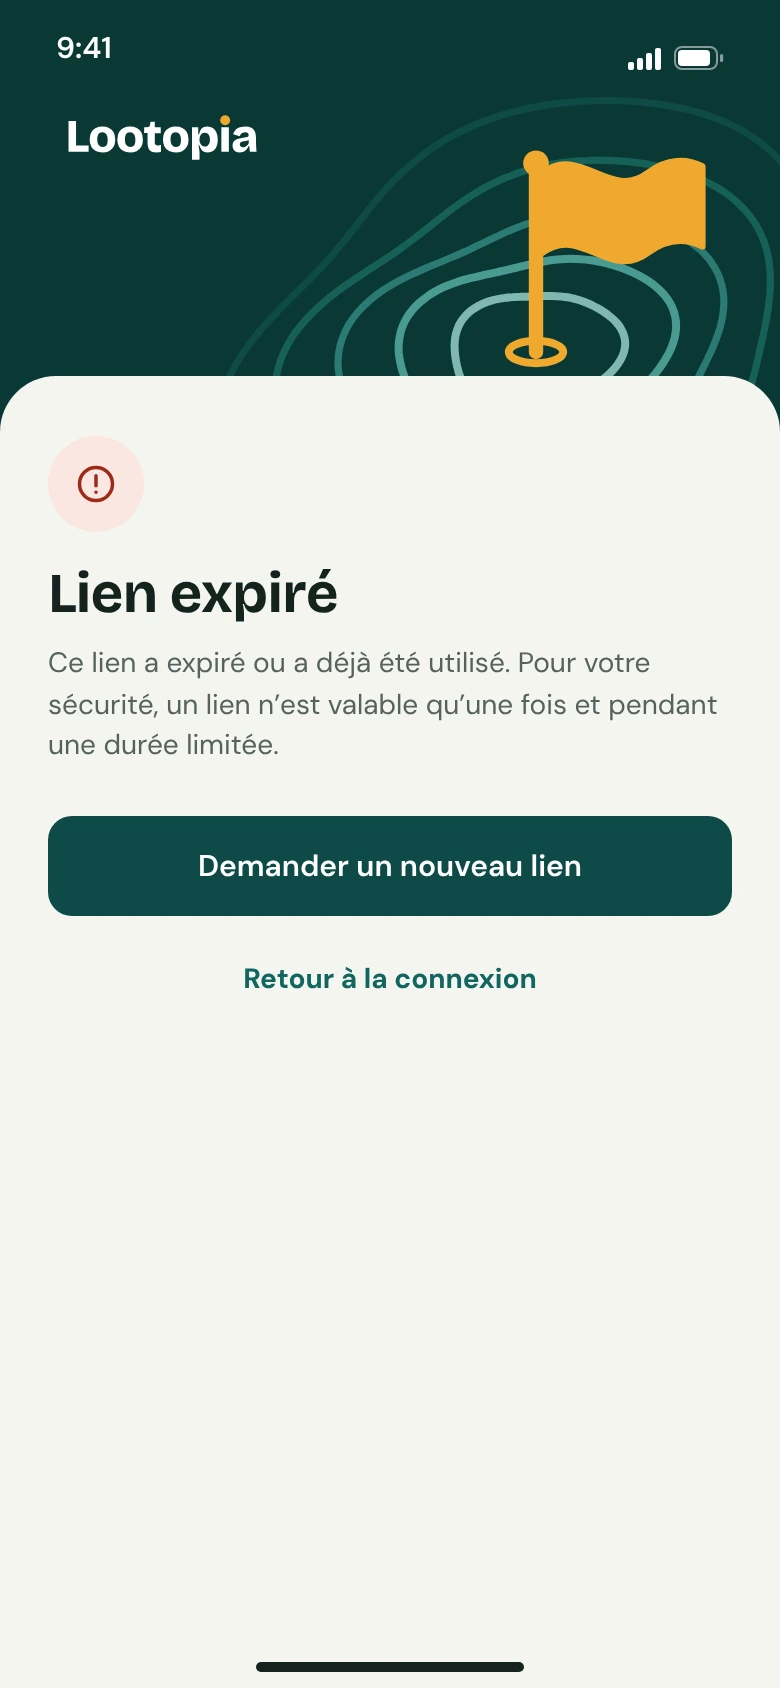 9:41
Lootopia
Lien expiré
Ce lien a expiré ou a déjà été utilisé. Pour votre
sécurité, un lien n’est valable qu’une fois et pendant
une durée limitée.
Demander un nouveau lien
Retour à la connexion